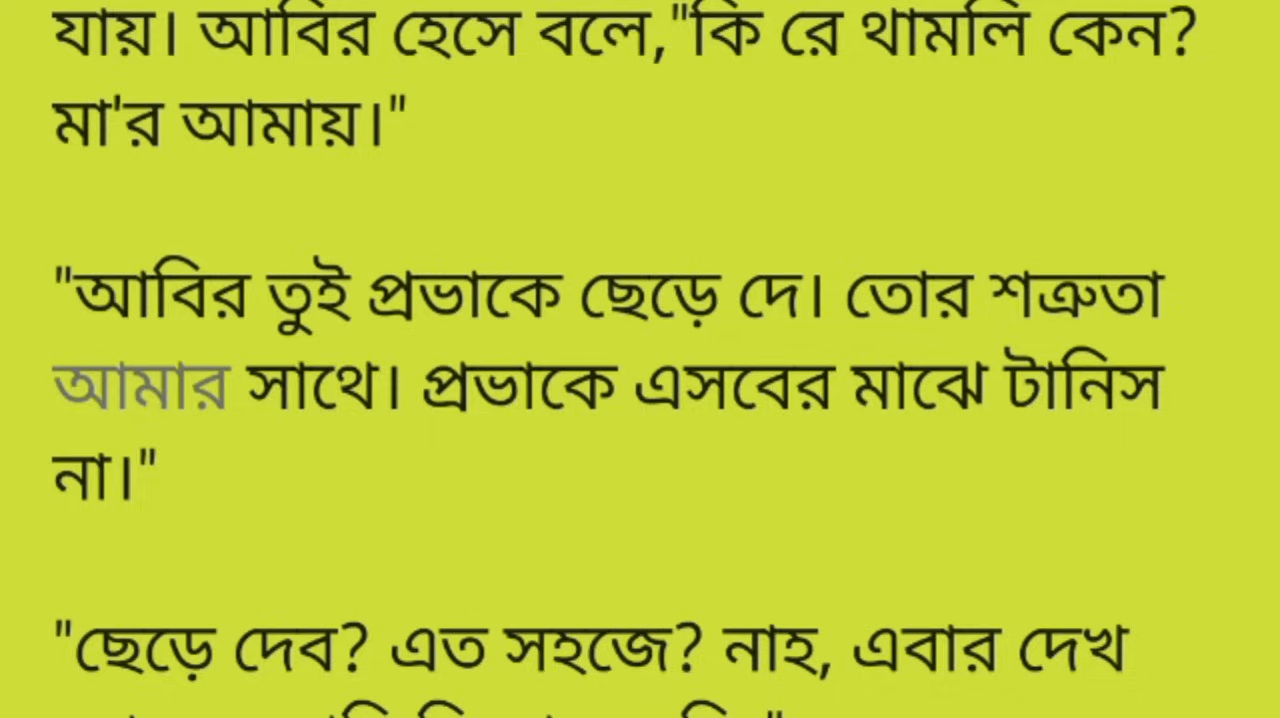 যায়। আবির হেসে বলে,"কি রে থামলি কেন?
মা'র আমায়।"
"আবির তুই প্রভাকে ছেড়ে দে। তোর শত্রুতা
আমার সাথে। প্রভাকে এসবের মাঝে টানিস
না।"
"ছেড়ে দেব? এত সহজে? নাহ, এবার দেখ